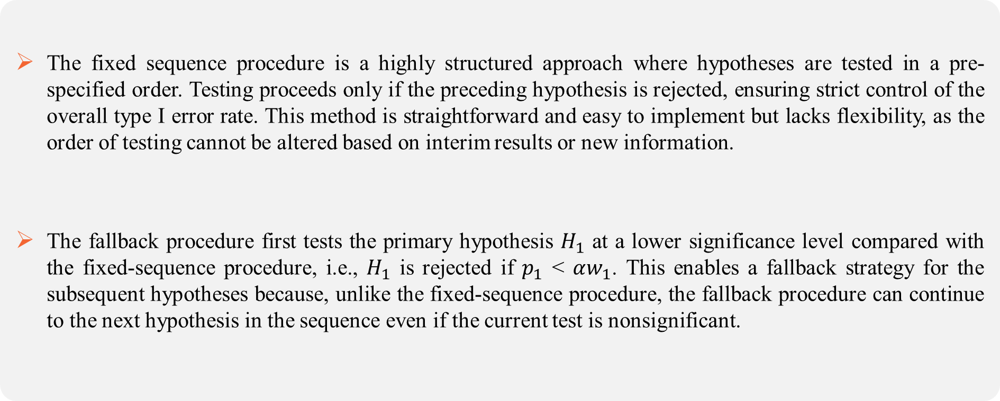 The fixed sequence procedure is a highly structured approach where hypotheses are tested in a pre-
specified order. Testing proceeds only if the preceding hypothesis is rejected, ensuring strict control of the
overall type I error rate. This method is straightforward and easy to implement but lacks flexibility, as the
order of testing cannot be altered based on interim results or new information.
The fallback procedure first tests the primary hypothesis 𝐻₁ at a lower significance level compared with
the fixed-sequence procedure, i.e., 𝐻₁ is rejected if 𝑝₁ < 𝛼𝑤₁. This enables a fallback strategy for the
subsequent hypotheses because, unlike the fixed-sequence procedure, the fallback procedure can continue
to the next hypothesis in the sequence even if the current test is nonsignificant.